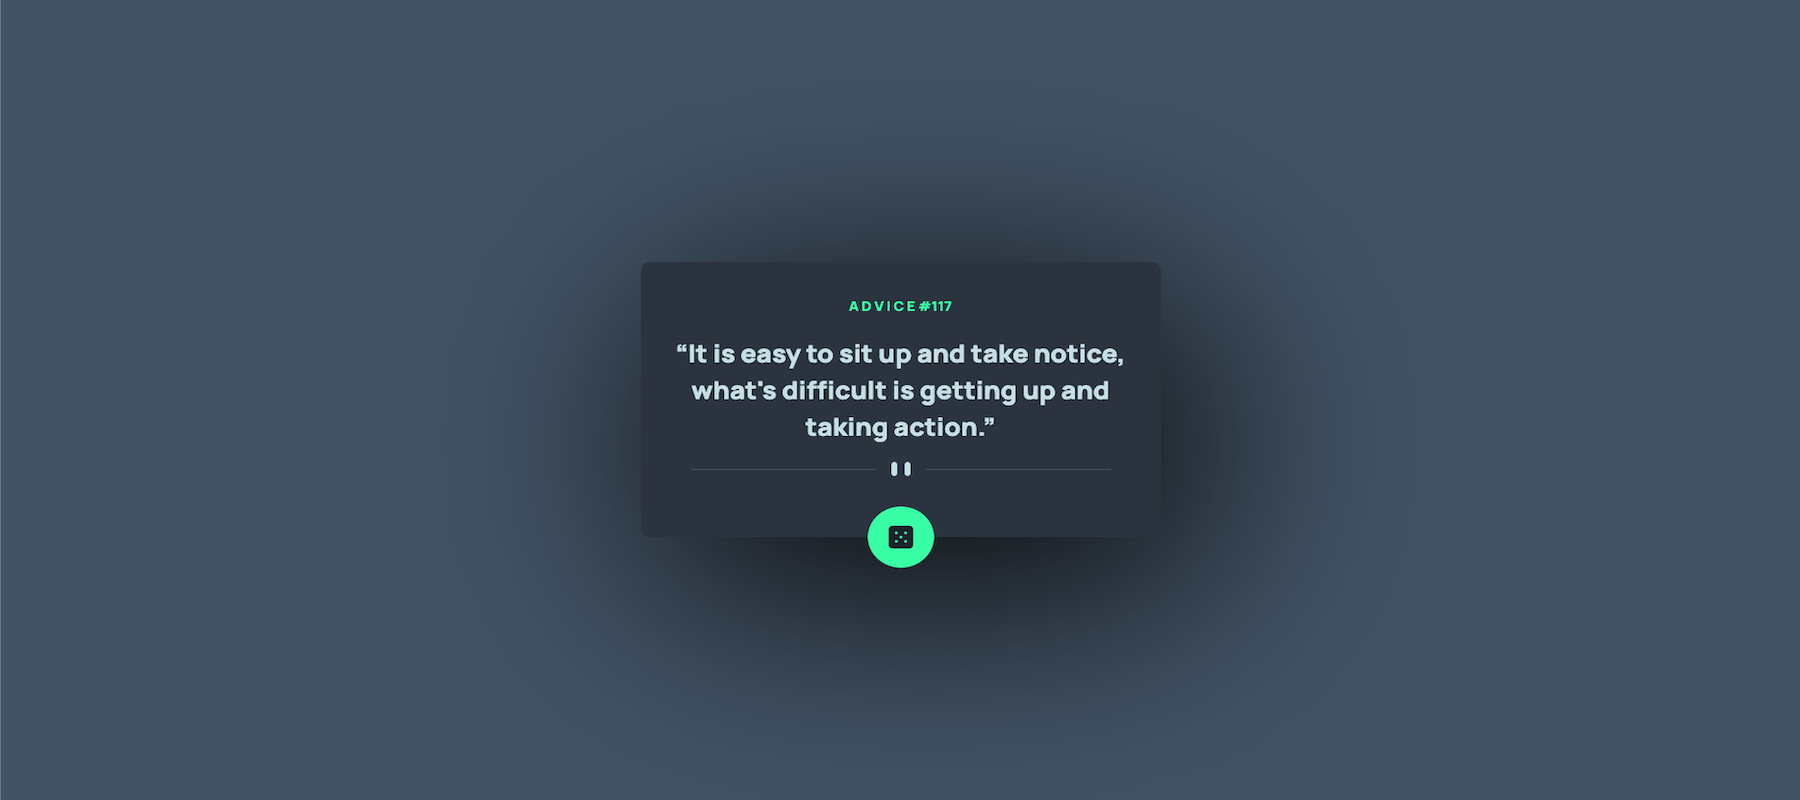 ADVICE#117
“It is easy to sit up and take notice,
what's difficult is getting up and
taking action.”